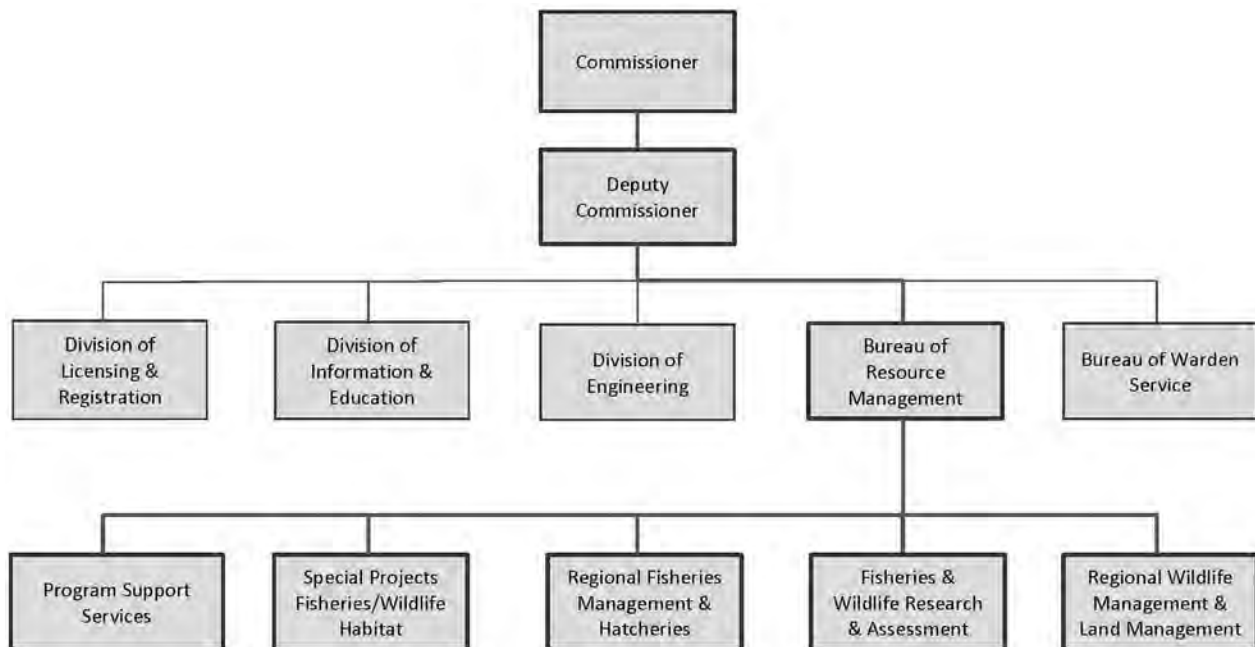 Commissioner
Deputy
Commissioner
Division of
Licensing &
Registration
Division of
Information &
Education
Division of
Engineering
Bureau of
Resource
Management
Bureau of Warden
Service
Program Support
Services
Special Projects
Fisheries/Wildlife
Habitat
Regional Fisheries
Management &
Hatcheries
Fisheries &
Wildlife Research
& Assessment
Regional Wildlife
Management &
Land Management